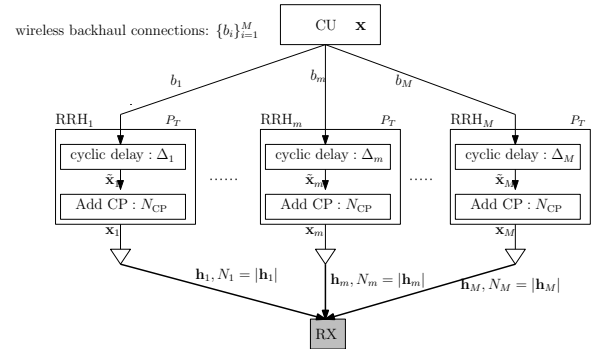 CU x
wireless backhaul connections: {b_i}_{i=1}^M
b_1 b_m b_M
RRH_1 P_T RRH_m P_T RRH_M P_T
cyclic delay : Δ_1 cyclic delay : Δ_m cyclic delay : Δ_M
x̃_1 ...... x̃_m ..... x̃_M
Add CP : N_CP Add CP : N_CP Add CP : N_CP
x_1 x_m x_M
h_1, N_1 = |h_1| h_m, N_m = |h_m| h_M, N_M = |h_M|
RX